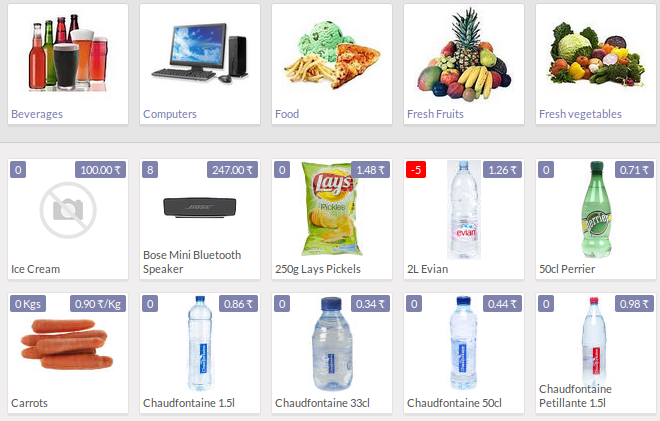 Beverages
Computers
Food
Fresh Fruits
Fresh vegetables
0 100.00 ₹
Ice Cream
8 247.00 ₹
BOSE
Bose Mini Bluetooth
Speaker
0 1.48 ₹
Lay's
Pickles
250g Lays Pickels
-5 1.26 ₹
evian
2L Evian
0 0.71 ₹
Perrier
50cl Perrier
0 Kgs 0.90 ₹/Kg
Carrots
0 0.86 ₹
Chaudfontaine 1.5l
0 0.34 ₹
Chaudfontaine 33cl
0 0.44 ₹
Chaudfontaine 50cl
0 0.98 ₹
Chaudfontaine
Petillante 1.5l